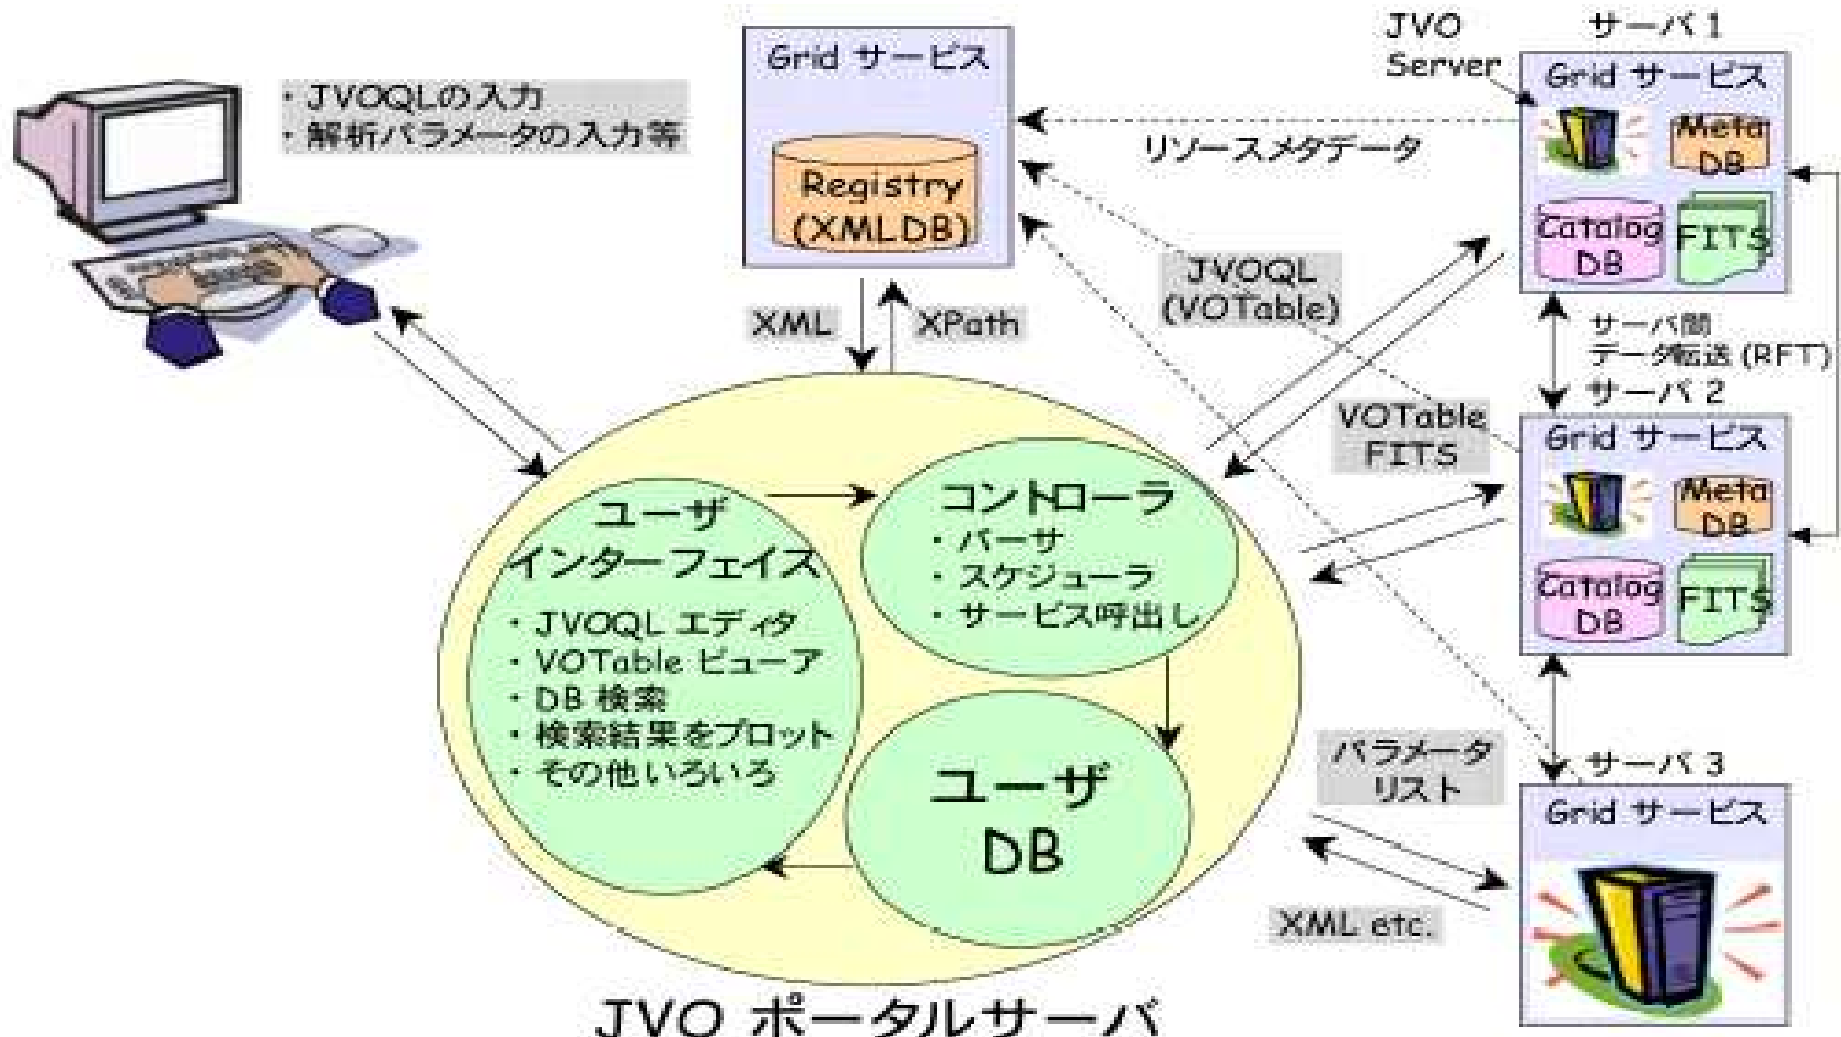 ・JVOQLの入力
・解析パラメータの入力等
Grid サービス
Registry
(XMLDB)
XML
XPath
リソースメタデータ
JVOQL
(VOTable)
VOTable
FITS
JVO
Server
サーバ 1
Grid サービス
Meta
DB
Catalog
DB
FITS
サーバ間
データ転送 (RFT)
サーバ 2
Grid サービス
Meta
DB
Catalog
DB
FITS
サーバ 3
Grid サービス
パラメータ
リスト
XML etc.
ユーザ
インターフェイス
・JVOQL エディタ
・VOTable ビューア
・DB 検索
・検索結果をプロット
・その他いろいろ
コントローラ
・パーサ
・スケジューラ
・サービス呼出し
ユーザ
DB
JVO ポータルサーバ